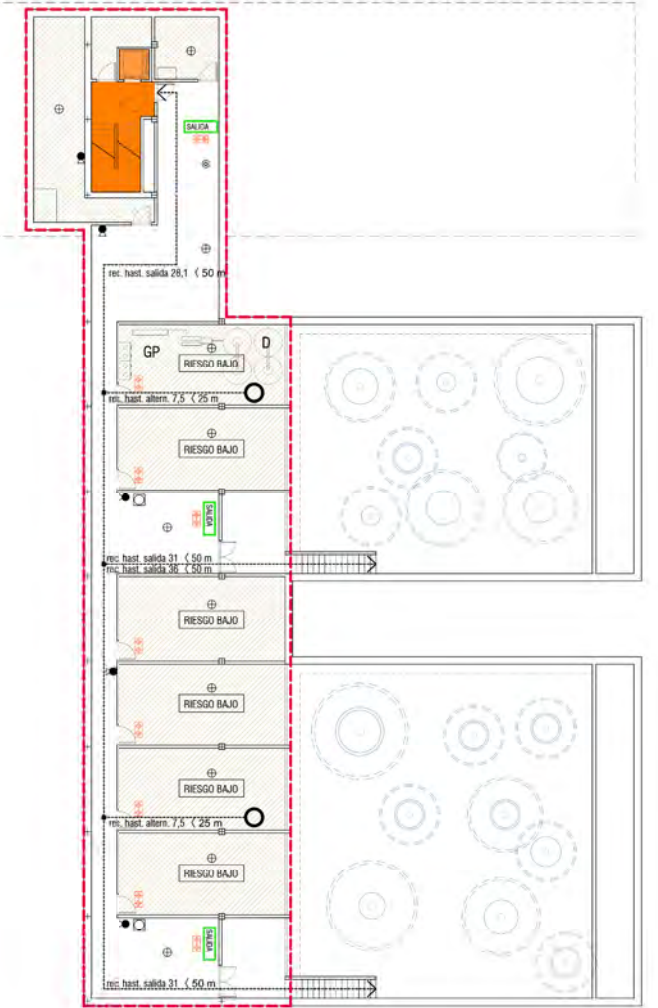 SALIDA
rec. hast. salida 28,1 < 50 m
GP
D
RIESGO BAJO
rec. hast. altern. 7,5 < 25 m
RIESGO BAJO
SALIDA
rec. hast. salida 31 < 50 m
rec. hast. salida 36 < 50 m
RIESGO BAJO
RIESGO BAJO
RIESGO BAJO
rec. hast. altern. 7,5 < 25 m
RIESGO BAJO
SALIDA
rec. hast. salida 31 < 50 m